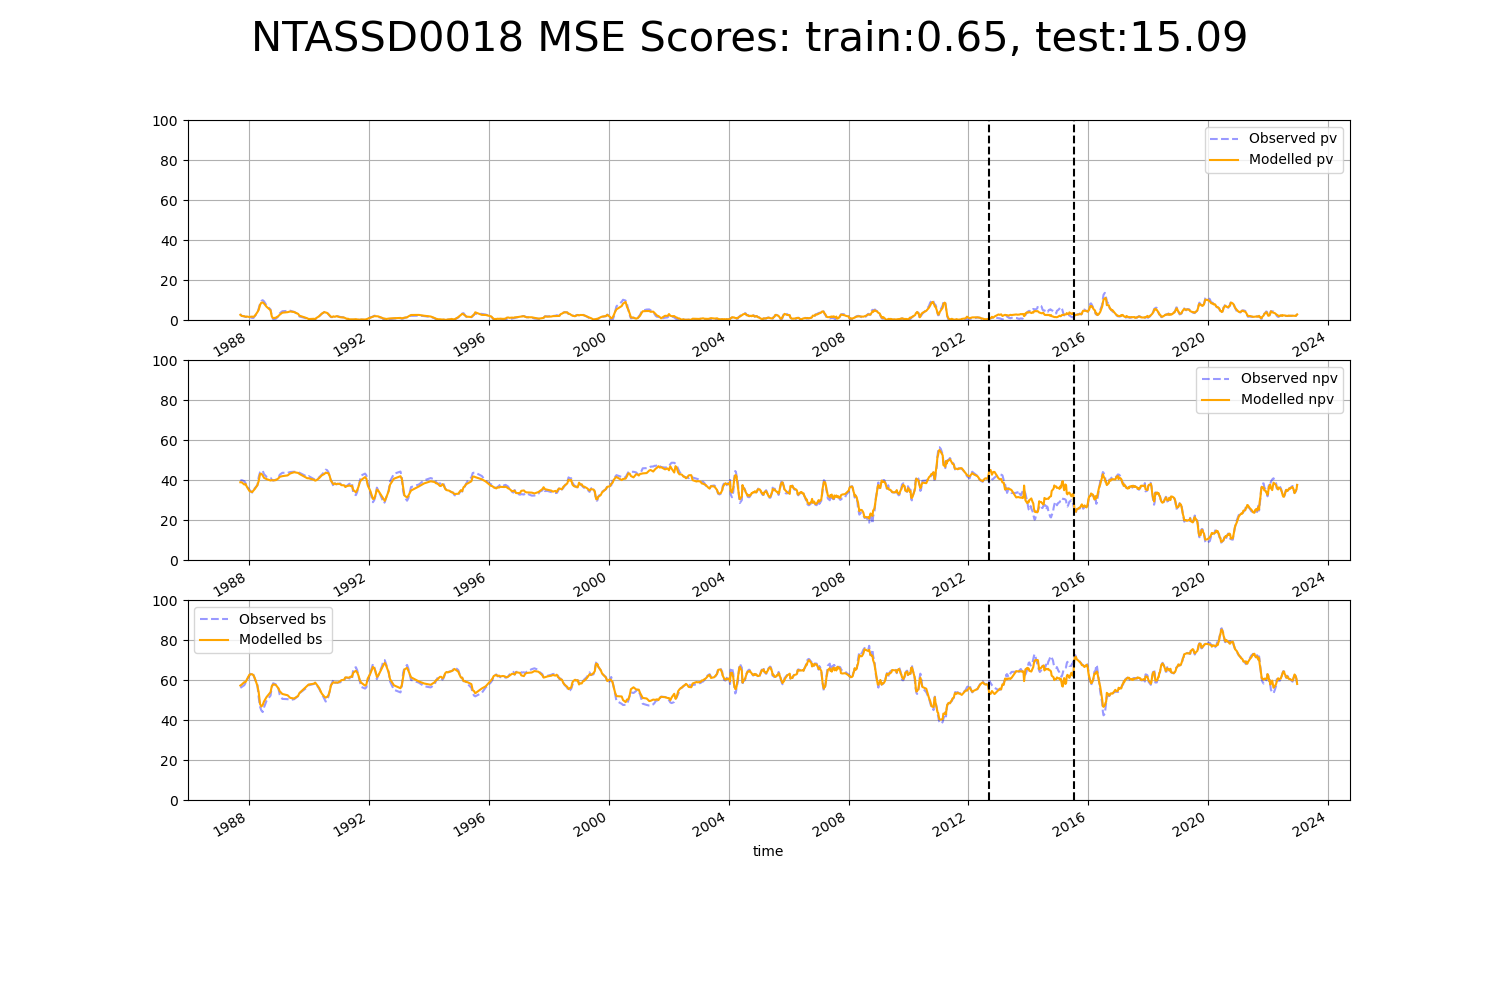 NTASSD0018 MSE Scores: train:0.65, test:15.09
100
80
60
40
20
0
Observed pv
Modelled pv
1988 1992 1996 2000 2004 2008 2012 2016 2020 2024
100
80
60
40
20
0
Observed npv
Modelled npv
1988 1992 1996 2000 2004 2008 2012 2016 2020 2024
100
80
60
40
20
0
Observed bs
Modelled bs
1988 1992 1996 2000 2004 2008 2012 2016 2020 2024
time